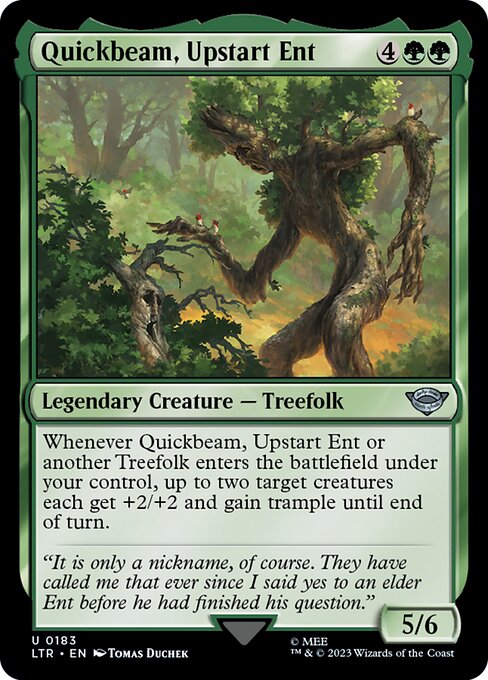 Quickbeam, Upstart Ent 4
Legendary Creature — Treefolk
Whenever Quickbeam, Upstart Ent or
another Treefolk enters the battlefield under
your control, up to two target creatures
each get +2/+2 and gain trample until end
of turn.
“It is only a nickname, of course. They have
called me that ever since I said yes to an elder
Ent before he had finished his question.”
5/6
U 0183
LTR • EN Tomas Duchek
© MEE
™ & © 2023 Wizards of the Coast